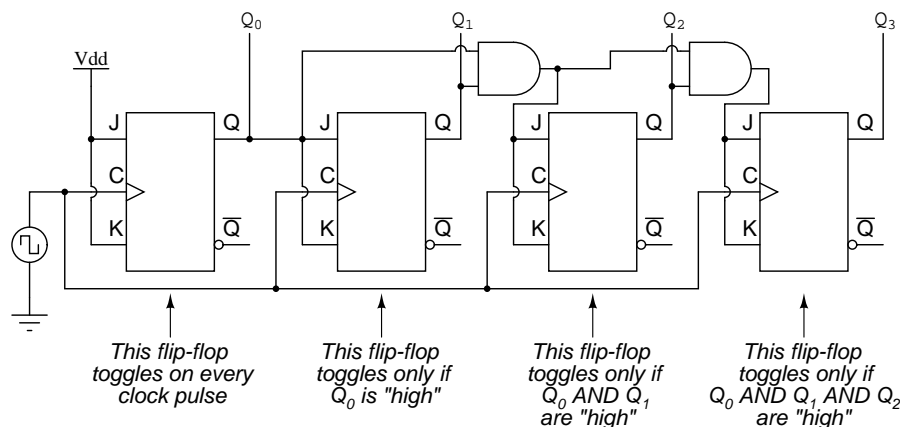 Q0 Q1 Q2 Q3
Vdd
J Q J Q J Q J Q
C C C C
K Q̅ K Q̅ K Q̅ K Q̅
This flip-flop
toggles on every
clock pulse
This flip-flop
toggles only if
Q0 is "high"
This flip-flop
toggles only if
Q0 AND Q1
are "high"
This flip-flop
toggles only if
Q0 AND Q1 AND Q2
are "high"